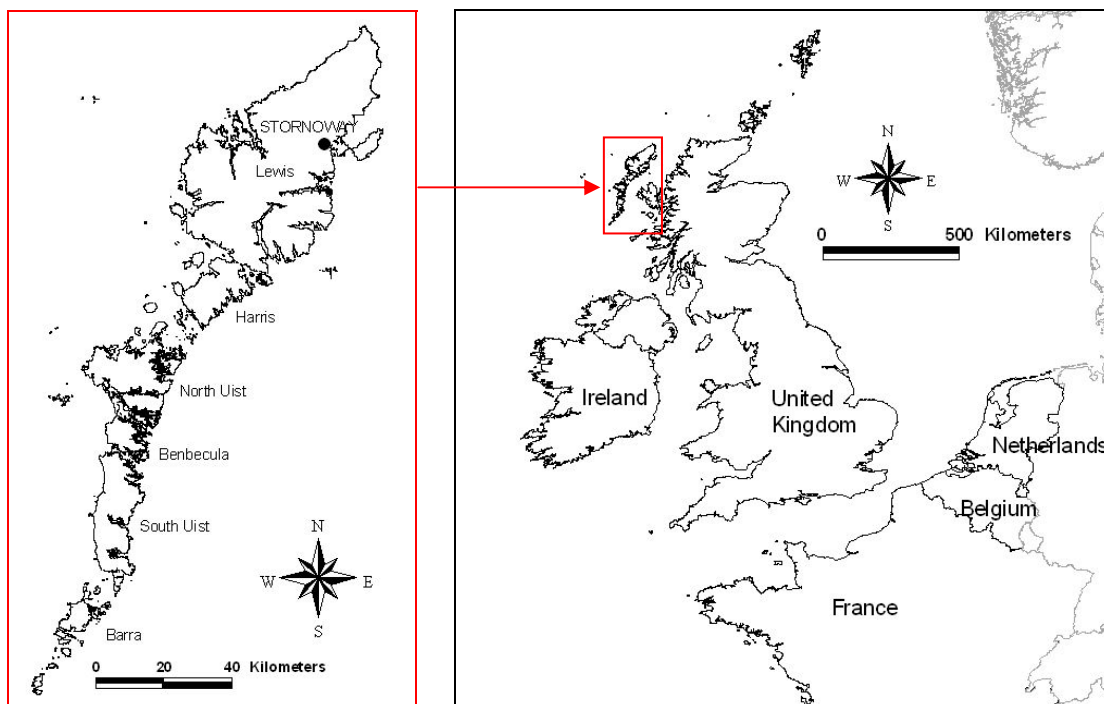 STORNOWAY
Lewis
Harris
North Uist
Benbecula
South Uist
N
W E
S
Barra
0 20 40 Kilometers
N
W E
S
0 500 Kilometers
Ireland
United
Kingdom
Netherlands
Belgium
France